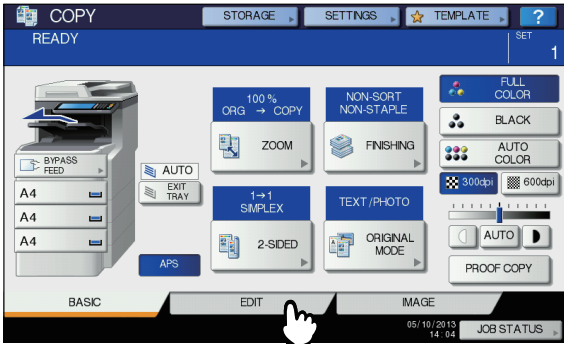 COPY
STORAGE
SETTINGS
TEMPLATE
?
READY
SET
1
100 %
ORG → COPY
ZOOM
NON-SORT
NON-STAPLE
FINISHING
FULL
COLOR
BLACK
AUTO
COLOR
300dpi
600dpi
AUTO
PROOF COPY
BYPASS
FEED
A4
A4
A4
AUTO
EXIT
TRAY
APS
1→1
SIMPLEX
2-SIDED
TEXT/PHOTO
ORIGINAL
MODE
BASIC
EDIT
IMAGE
05/10/2013
14:04
JOB STATUS